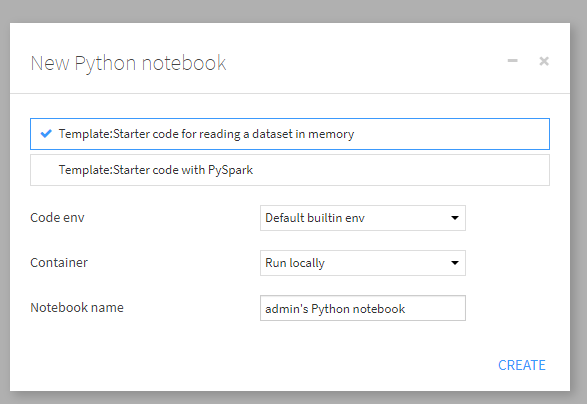 New Python notebook
Template:Starter code for reading a dataset in memory
Template:Starter code with PySpark
Code env Default builtin env
Container Run locally
Notebook name admin's Python notebook
CREATE